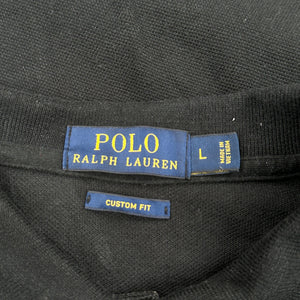 POLO
RALPH LAUREN
L
MADE IN
VIETNAM
CUSTOM FIT